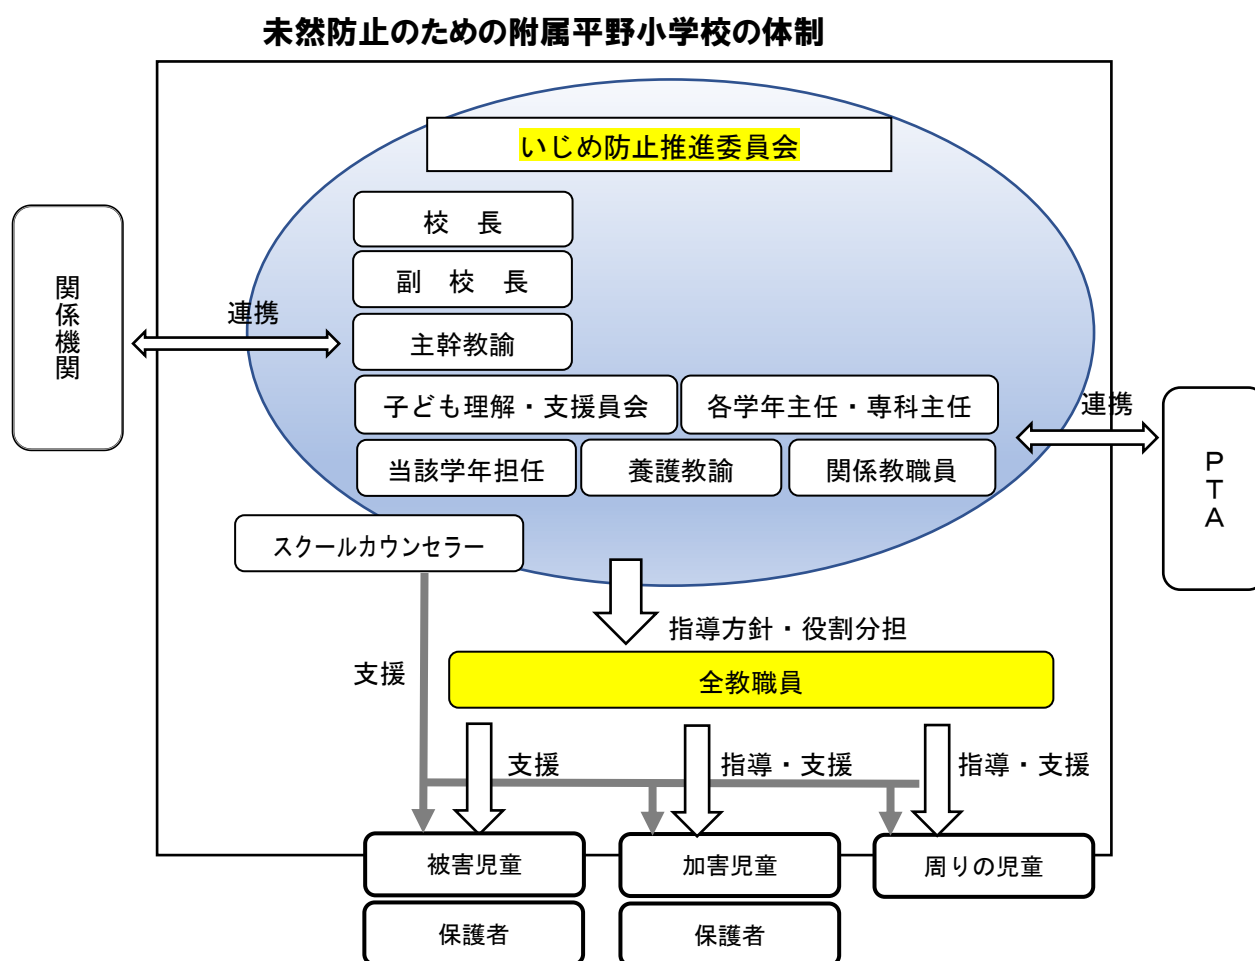 未然防止のための附属平野小学校の体制
いじめ防止推進委員会
校　長
副　校　長
主幹教諭
子ども理解・支援員会
各学年主任・専科主任
当該学年担任
養護教諭
関係教職員
スクールカウンセラー
関係機関
連携
連携
PTA
指導方針・役割分担
支援
全教職員
支援
指導・支援
指導・支援
被害児童
加害児童
周りの児童
保護者
保護者